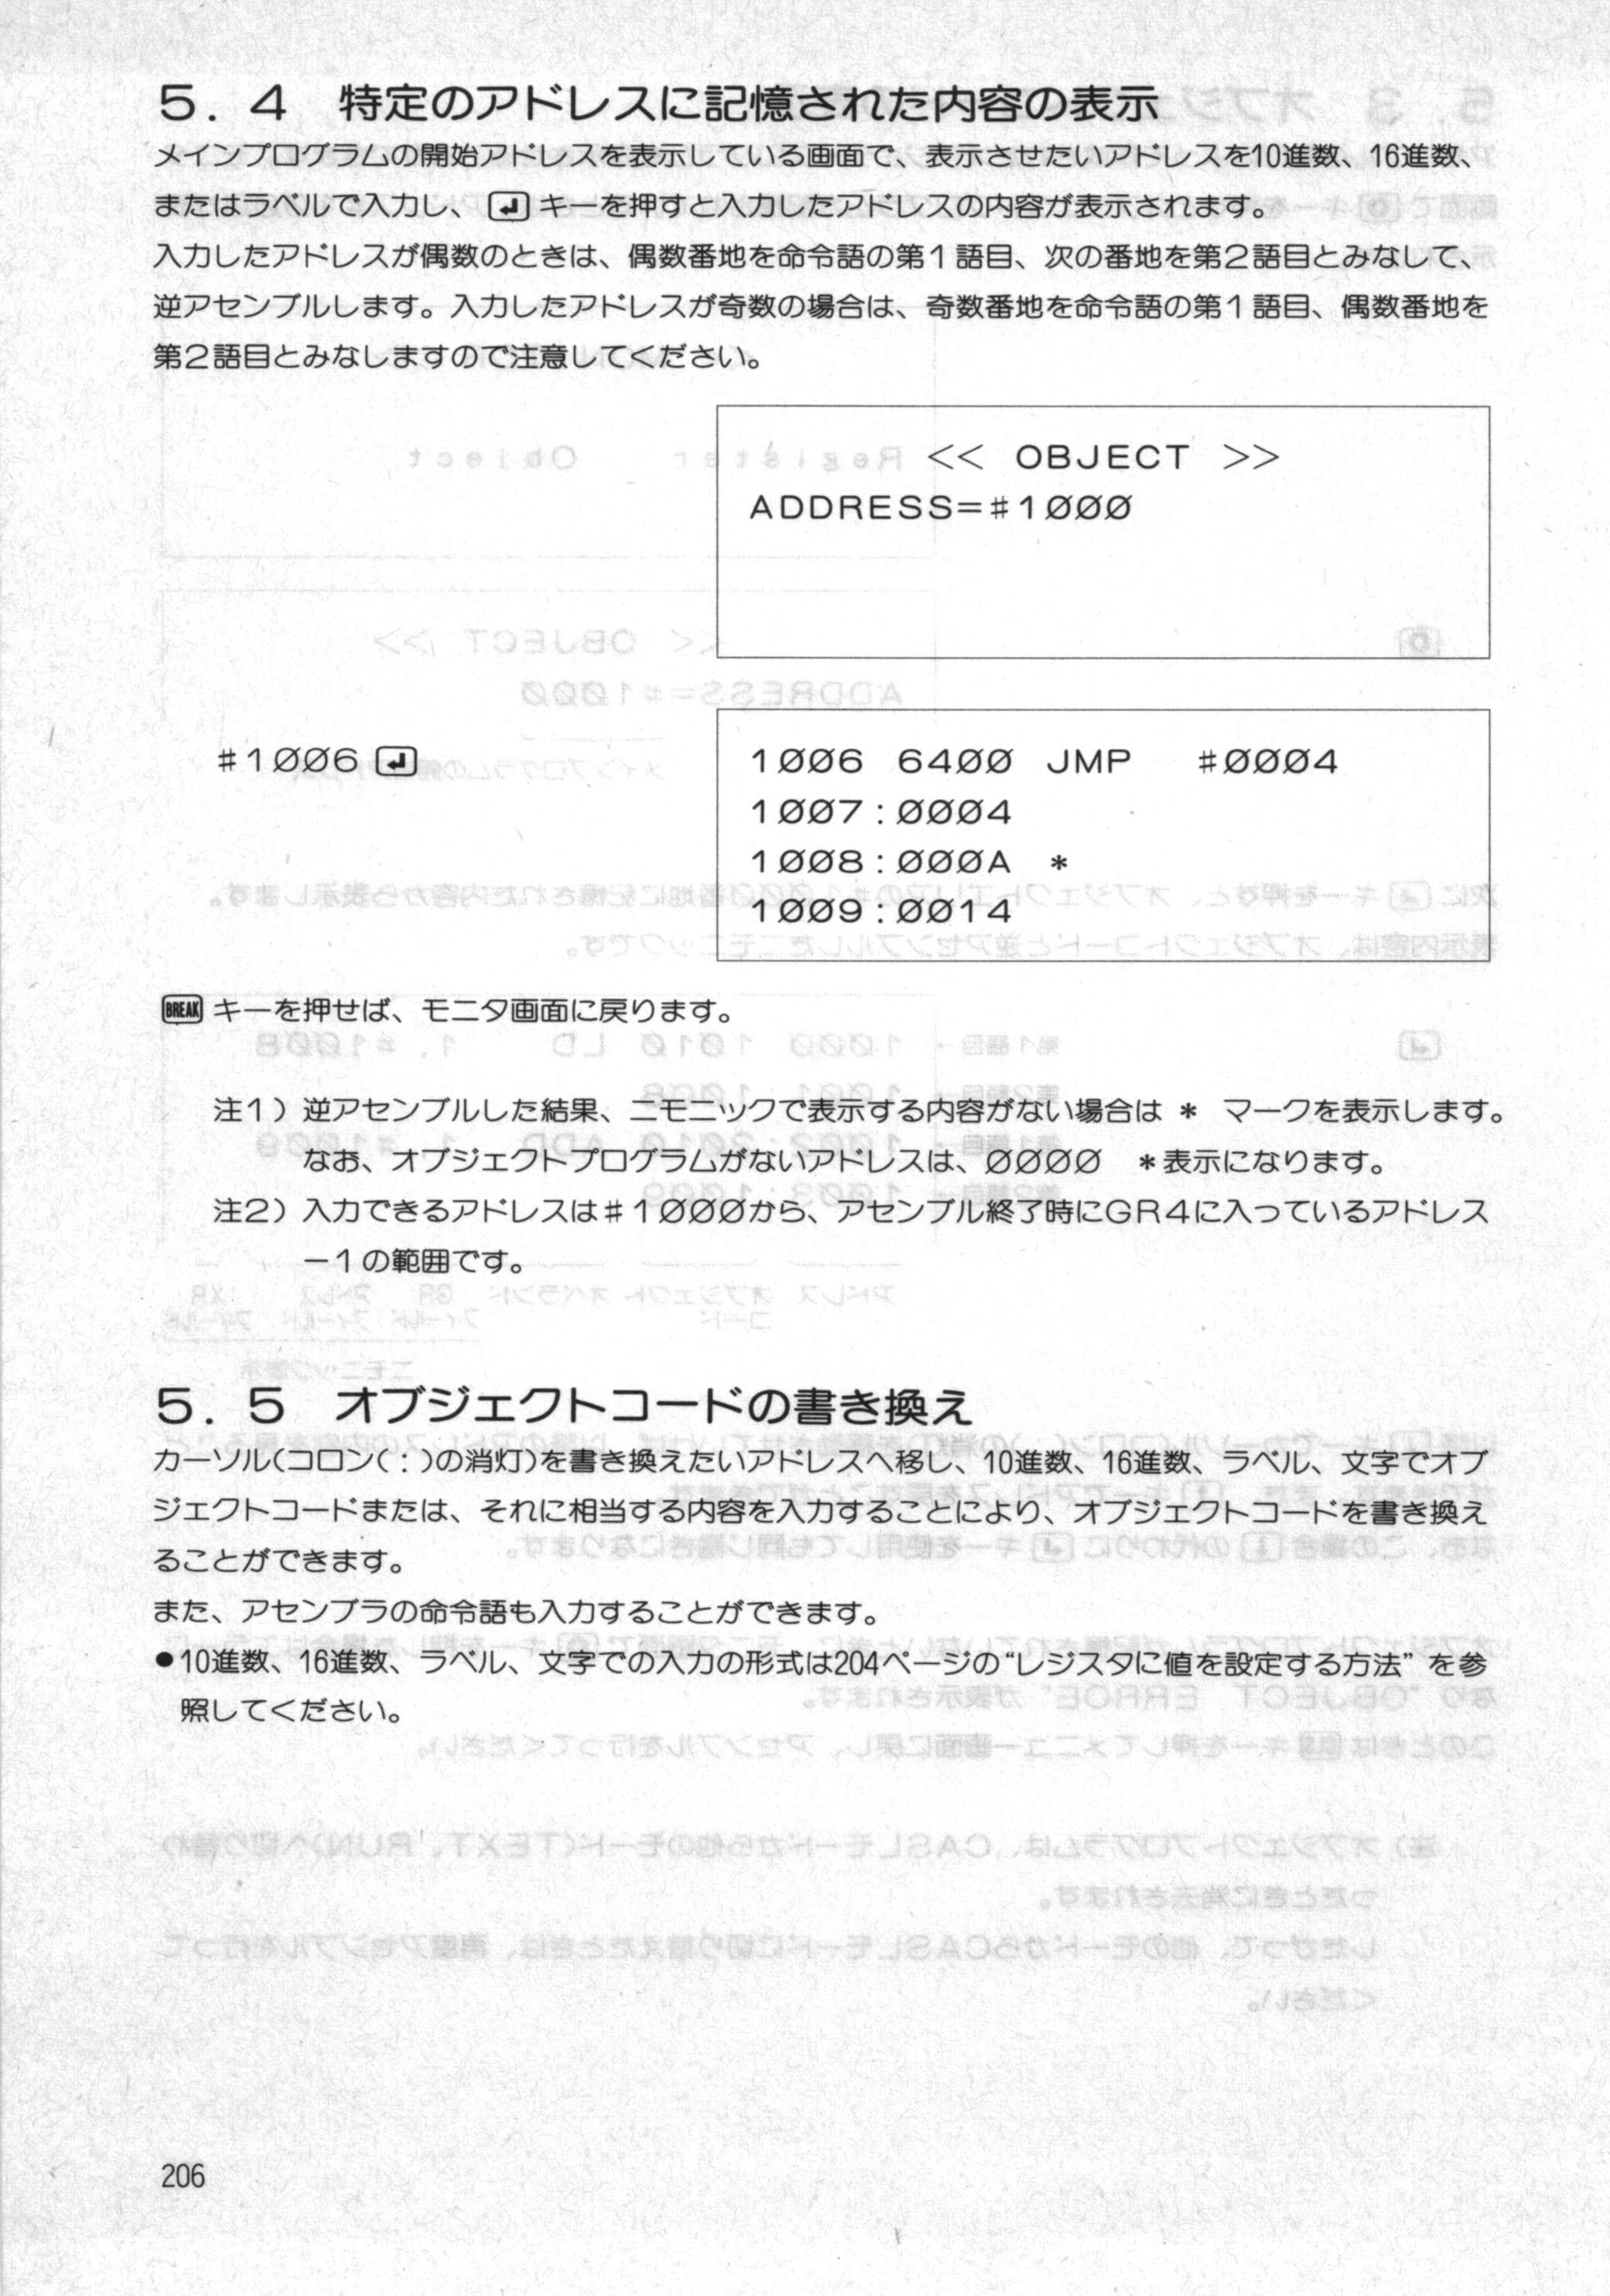 5．4　特定のアドレスに記憶された内容の表示
メインプログラムの開始アドレスを表示している画面で、表示させたいアドレスを10進数、16進数、
またはラベルで入力し、 ↲ キーを押すと入力したアドレスの内容が表示されます。
入力したアドレスが偶数のときは、偶数番地を命令語の第1語目、次の番地を第2語目とみなして、
逆アセンブルします。入力したアドレスが奇数の場合は、奇数番地を命令語の第1語目、偶数番地を
第2語目とみなしますので注意してください。
<< OBJECT >>
ADDRESS=#1ØØØ
#1ØØ6 ↲
1ØØ6 64ØØ JMP #ØØØ4
1ØØ7:ØØØ4
1ØØ8:ØØØA *
1ØØ9:ØØ14
BREAK キーを押せば、モニタ画面に戻ります。
注1）逆アセンブルした結果、ニモニックで表示する内容がない場合は * マークを表示します。
なお、オブジェクトプログラムがないアドレスは、ØØØØ *表示になります。
注2）入力できるアドレスは#1ØØØから、アセンブル終了時にGR4に入っているアドレス
－1の範囲です。
5．5　オブジェクトコードの書き換え
カーソル(コロン(:)の消灯)を書き換えたいアドレスへ移し、10進数、16進数、ラベル、文字でオブ
ジェクトコードまたは、それに相当する内容を入力することにより、オブジェクトコードを書き換え
ることができます。
また、アセンブラの命令語も入力することができます。
●10進数、16進数、ラベル、文字での入力の形式は204ページの“レジスタに値を設定する方法”を参
照してください。
206